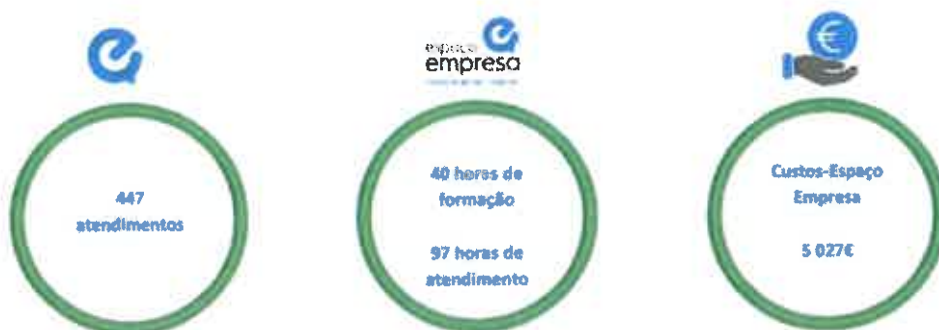 447
atendimentos
espaço
empresa
40 horas de
formação
97 horas de
atendimento
Custos-Espaço
Empresa
5 027€